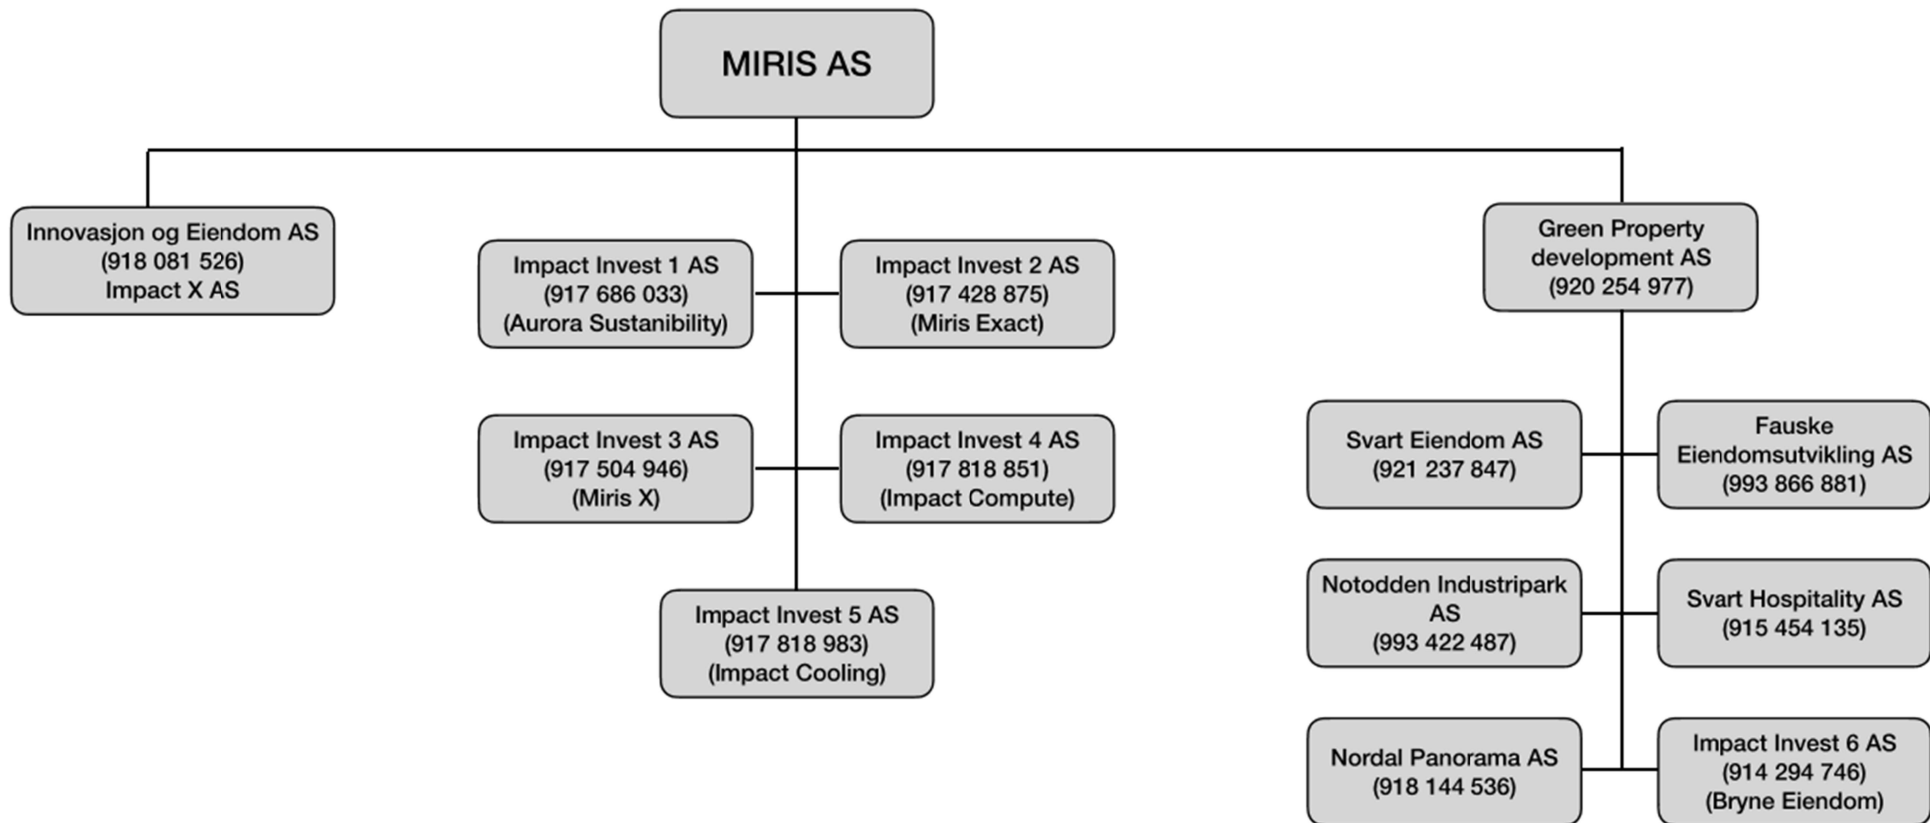 MIRIS AS
Innovasjon og Eiendom AS
(918 081 526)
Impact X AS
Impact Invest 1 AS
(917 686 033)
(Aurora Sustanibility)
Impact Invest 2 AS
(917 428 875)
(Miris Exact)
Impact Invest 3 AS
(917 504 946)
(Miris X)
Impact Invest 4 AS
(917 818 851)
(Impact Compute)
Impact Invest 5 AS
(917 818 983)
(Impact Cooling)
Green Property
development AS
(920 254 977)
Svart Eiendom AS
(921 237 847)
Fauske
Eiendomsutvikling AS
(993 866 881)
Notodden Industripark
AS
(993 422 487)
Svart Hospitality AS
(915 454 135)
Nordal Panorama AS
(918 144 536)
Impact Invest 6 AS
(914 294 746)
(Bryne Eiendom)